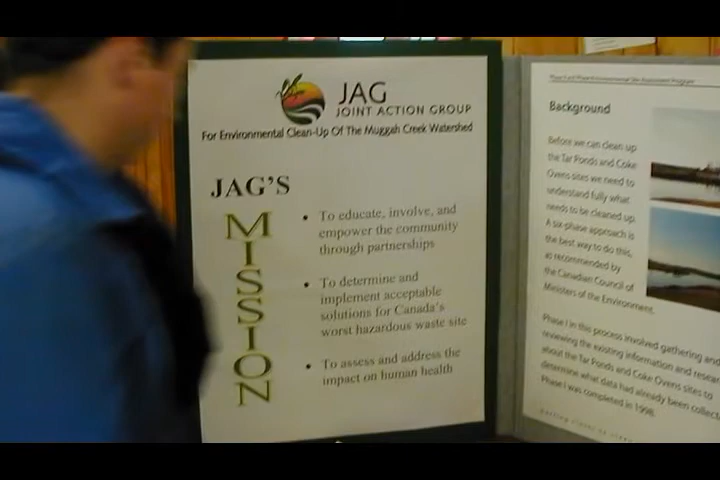 JAG
JOINT ACTION GROUP
For Environmental Clean-Up Of The Muggah Creek Watershed
JAG'S
MISSION
• To educate, involve, and
empower the community
through partnerships
• To determine and
implement acceptable
solutions for Canada's
worst hazardous waste site
• To assess and address the
impact on human health
Background
Before we can clean up
the Tar Ponds and Coke
Ovens sites we need to
understand fully what
needs to be cleaned up.
A six-phase approach is
the best way to do this,
as recommended by
the Canadian Council of
Ministers of the Environment.
Phase I in this process involved gathering and
reviewing the existing information and resear
about the Tar Ponds and Coke Ovens sites to
determine what data had already been collect
Phase I was completed in 1998.